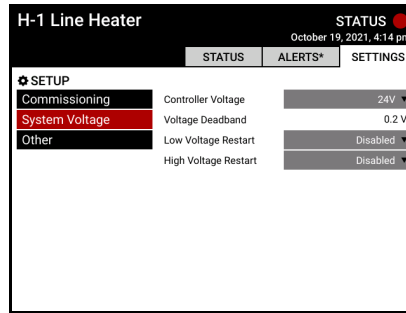 H-1 Line Heater
STATUS
October 19, 2021, 4:14 pm
STATUS
ALERTS*
SETTINGS
SETUP
Commissioning
Controller Voltage
24V
System Voltage
Voltage Deadband
0.2 V
Other
Low Voltage Restart
Disabled
High Voltage Restart
Disabled